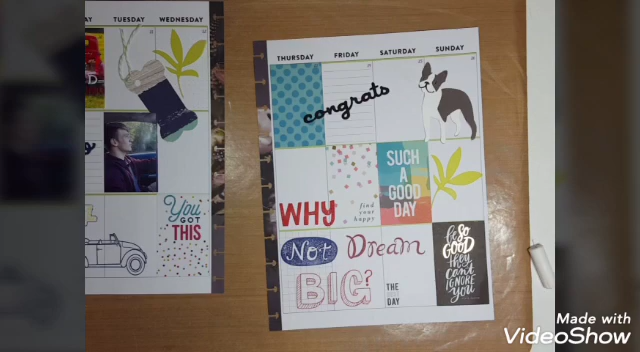 TUESDAY WEDNESDAY
You
GOT
THIS
THURSDAY FRIDAY SATURDAY SUNDAY
congrats
WHY
find
your
happy
SUCH
A
GOOD
DAY
Not Dream
BIG?
THE
DAY
Be SO
GOOD
they
can't
IGNORE
YOU
Made with
VideoShow